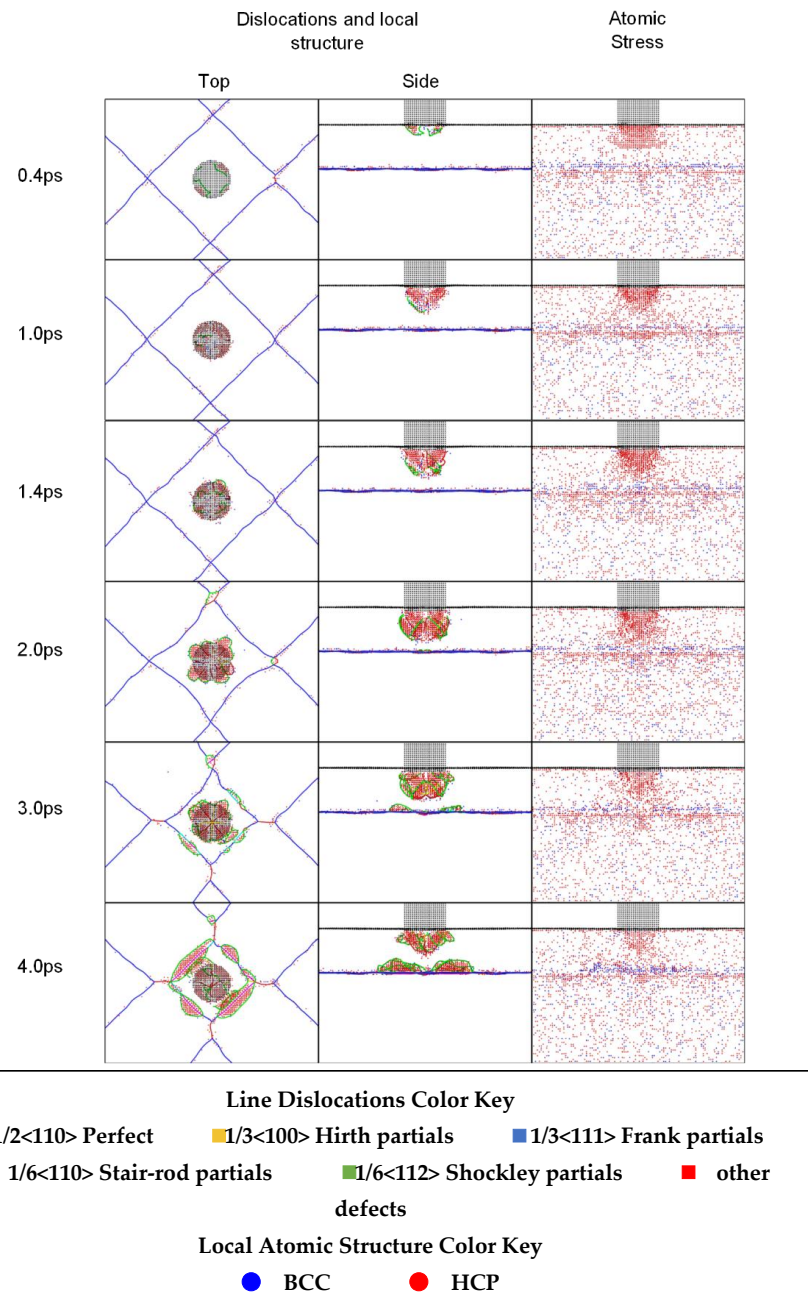 Dislocations and local
structure
Atomic
Stress
Top
Side
0.4ps
1.0ps
1.4ps
2.0ps
3.0ps
4.0ps
Line Dislocations Color Key
/2<110> Perfect 1/3<100> Hirth partials 1/3<111> Frank partials
1/6<110> Stair-rod partials 1/6<112> Shockley partials other
defects
Local Atomic Structure Color Key
BCC HCP